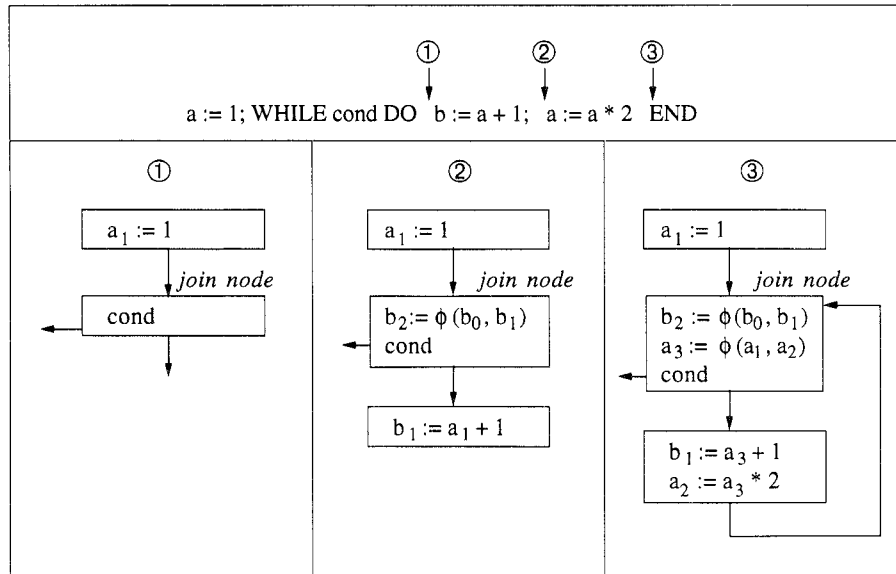 ① ② ③
a := 1; WHILE cond DO b := a + 1; a := a * 2 END
①
a₁ := 1
join node
cond
②
a₁ := 1
join node
b₂ := ϕ (b₀, b₁)
cond
b₁ := a₁ + 1
③
a₁ := 1
join node
b₂ := ϕ (b₀, b₁)
a₃ := ϕ (a₁, a₂)
cond
b₁ := a₃ + 1
a₂ := a₃ * 2